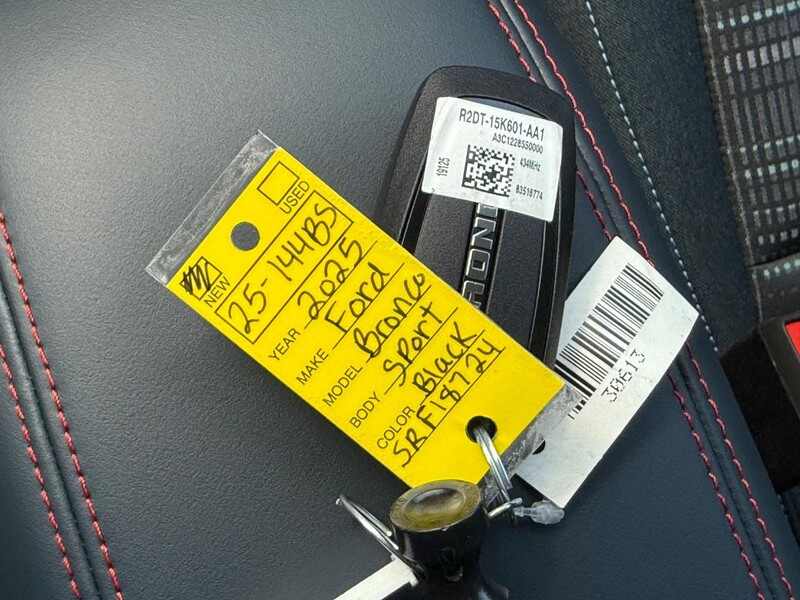 R2DT-15K601-AA1
A3C1228550000
19125
434MHz
83519774
USED
NEW
25-144BS
YEAR 2025
MAKE Ford
MODEL Bronco
BODY Sport
COLOR Black
SRF18724
30613